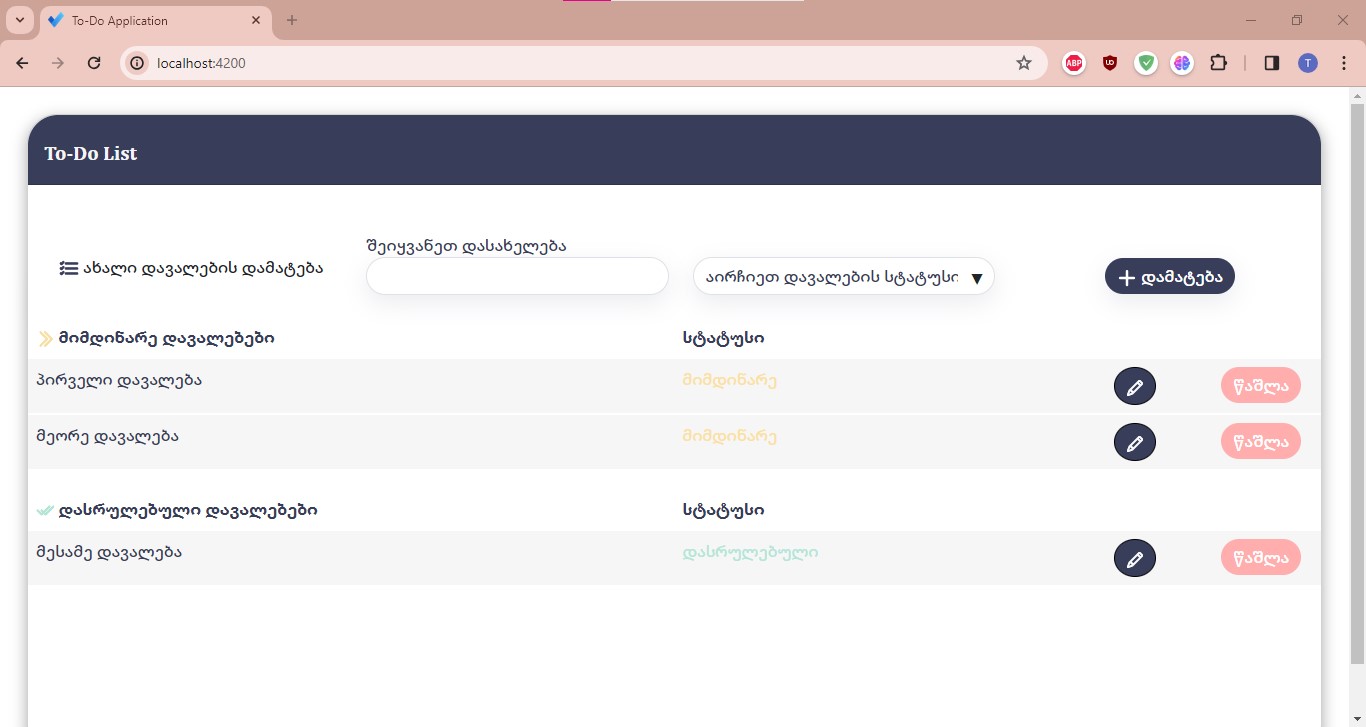 To-Do Application
localhost:4200
ABP
T
To-Do List
შეიყვანეთ დასახელება
ახალი დავალების დამატება
აირჩიეთ დავალების სტატუსი
დამატება
მიმდინარე დავალებები სტატუსი
პირველი დავალება მიმდინარე წაშლა
მეორე დავალება მიმდინარე წაშლა
დასრულებული დავალებები სტატუსი
მესამე დავალება დასრულებული წაშლა